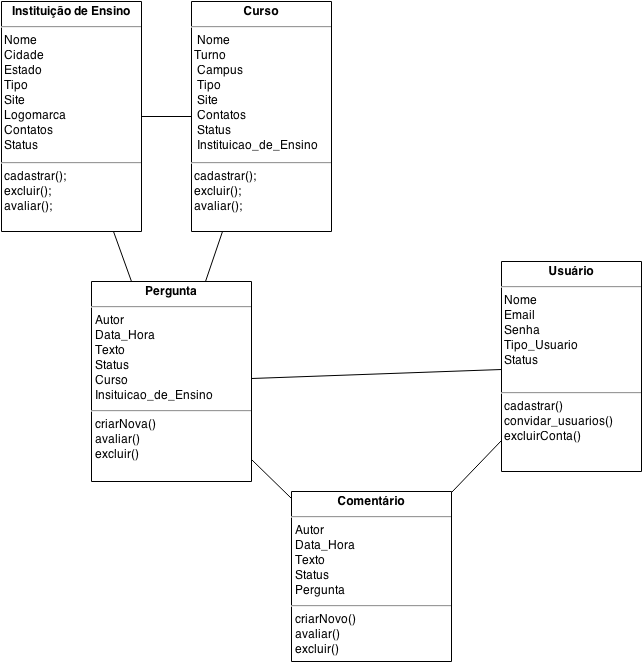 Instituição de Ensino
Nome
Cidade
Estado
Tipo
Site
Logomarca
Contatos
Status
cadastrar();
excluir();
avaliar();
Curso
Nome
Turno
Campus
Tipo
Site
Contatos
Status
Instituicao_de_Ensino
cadastrar();
excluir();
avaliar();
Pergunta
Autor
Data_Hora
Texto
Status
Curso
Insituicao_de_Ensino
criarNova()
avaliar()
excluir()
Usuário
Nome
Email
Senha
Tipo_Usuario
Status
cadastrar()
convidar_usuarios()
excluirConta()
Comentário
Autor
Data_Hora
Texto
Status
Pergunta
criarNovo()
avaliar()
excluir()